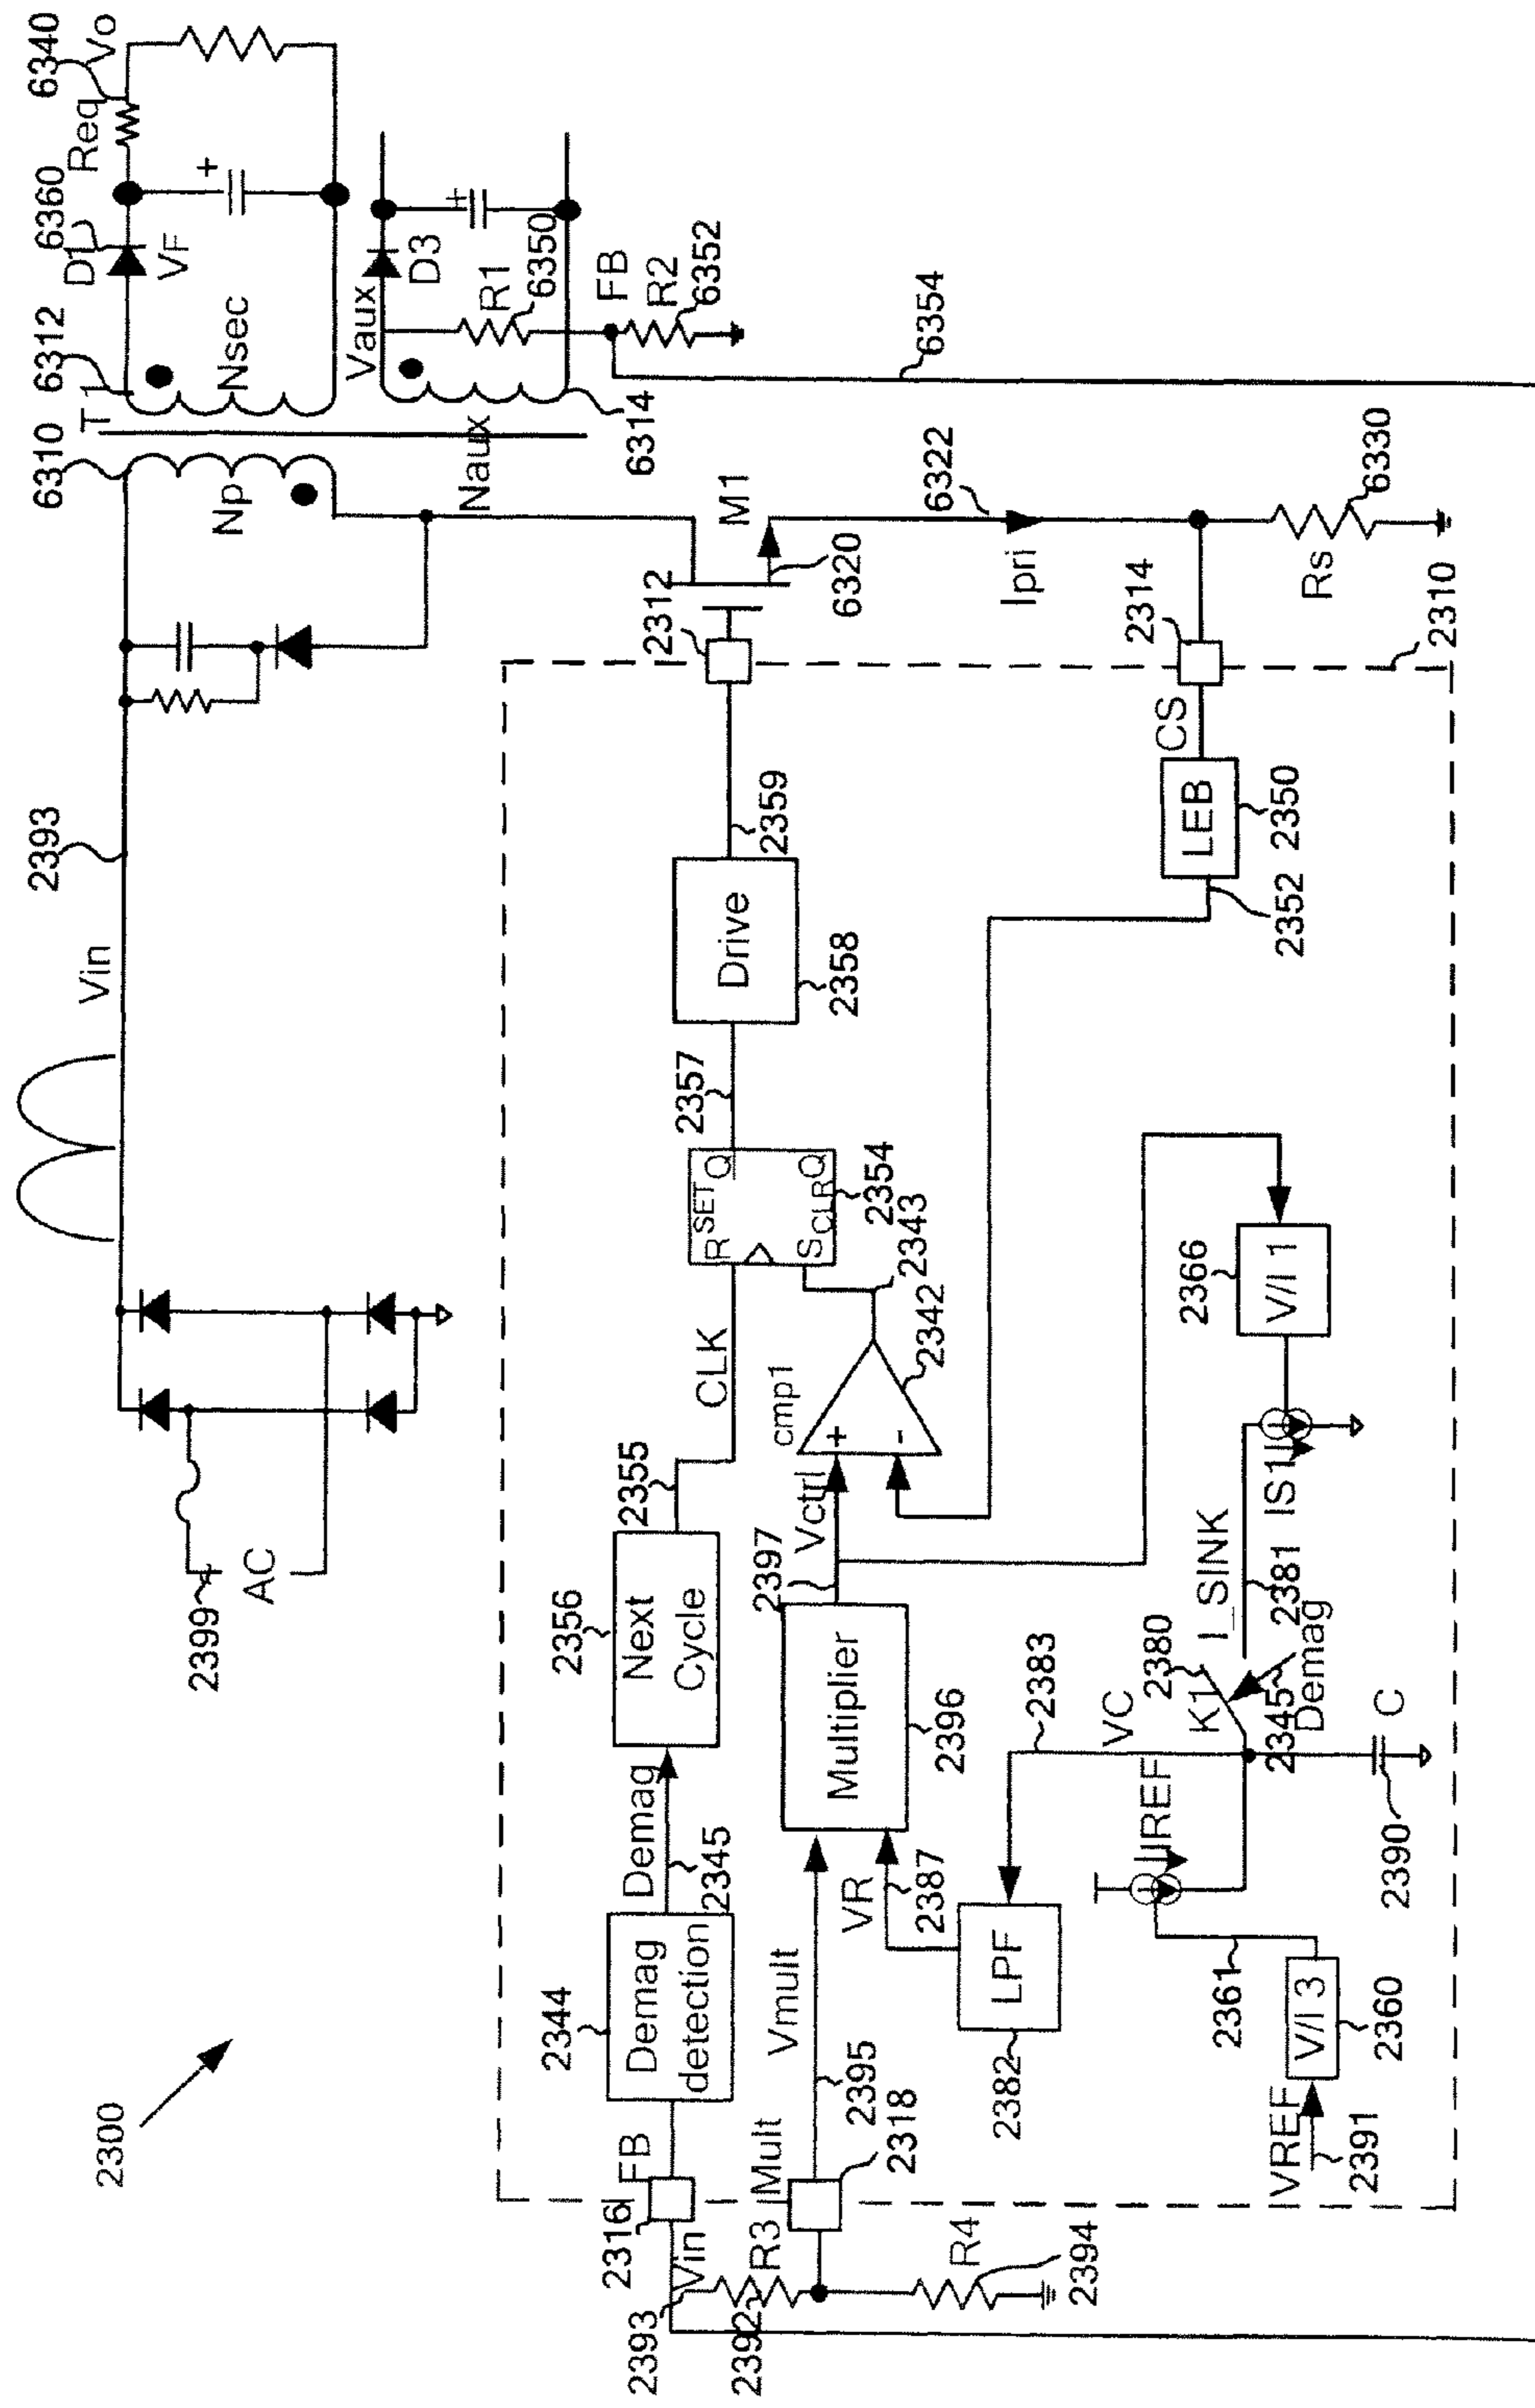 2300
2399
AC
Vin
2393
6310
T1
6312
6360
6340
Np
Nsec
D1
VF
Req
Vo
Naux
Vaux
D3
R1
6350
FB
R2
6352
6314
6354
M1
6320
6322
Ipri
6330
Rs
2310
2312
2314
CS
LEB
2350
2352
2316
FB
Vin
2393
2392
R3
Mult
2318
R4
2394
2344
Demag
detection
Demag
2345
2356
Next
Cycle
2355
CLK
R SET Q
S CLR Q
2354
2357
Drive
2358
2359
2343
2342
cmp1
+
-
Vctrl
2397
Multiplier
2396
Vmult
2395
VR
2387
LPF
2382
VC
2383
2380
K1
I_SINK
2381
IS1
2345
Demag
V/I 1
2366
IREF
C
2390
2361
V/I 3
2360
VREF
2391